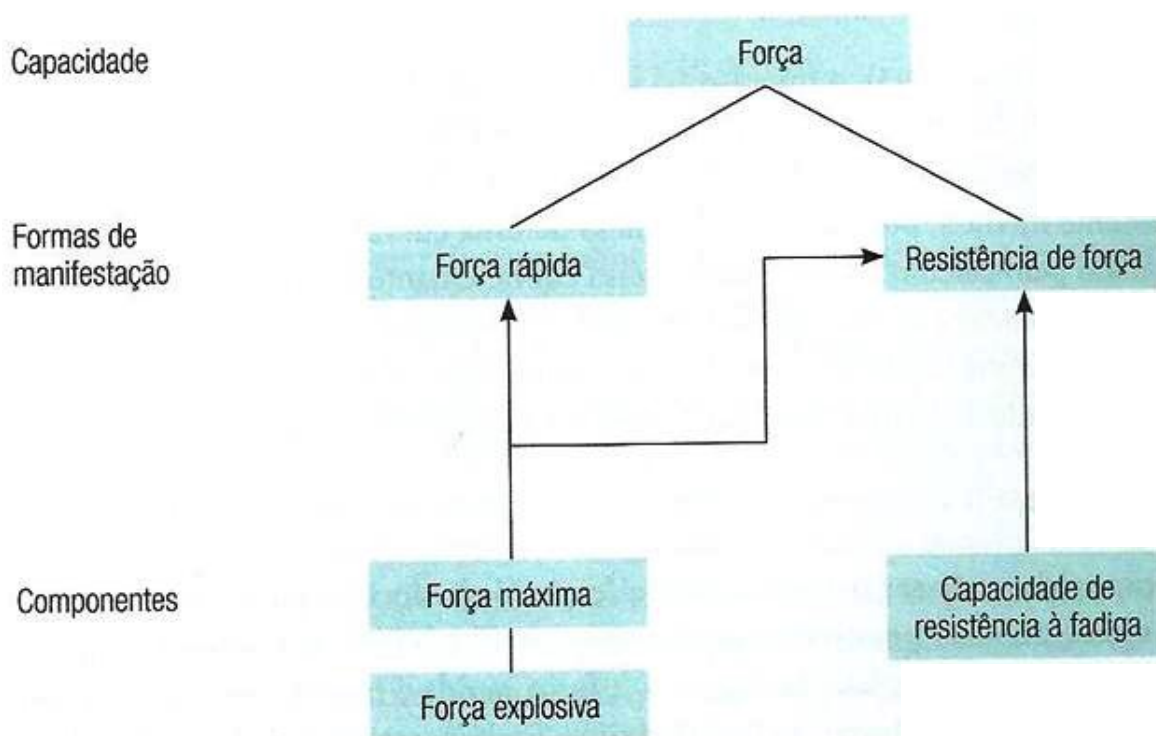 Capacidade
Força
Formas de
manifestação
Força rápida
Resistência de força
Componentes
Força máxima
Capacidade de
resistência à fadiga
Força explosiva